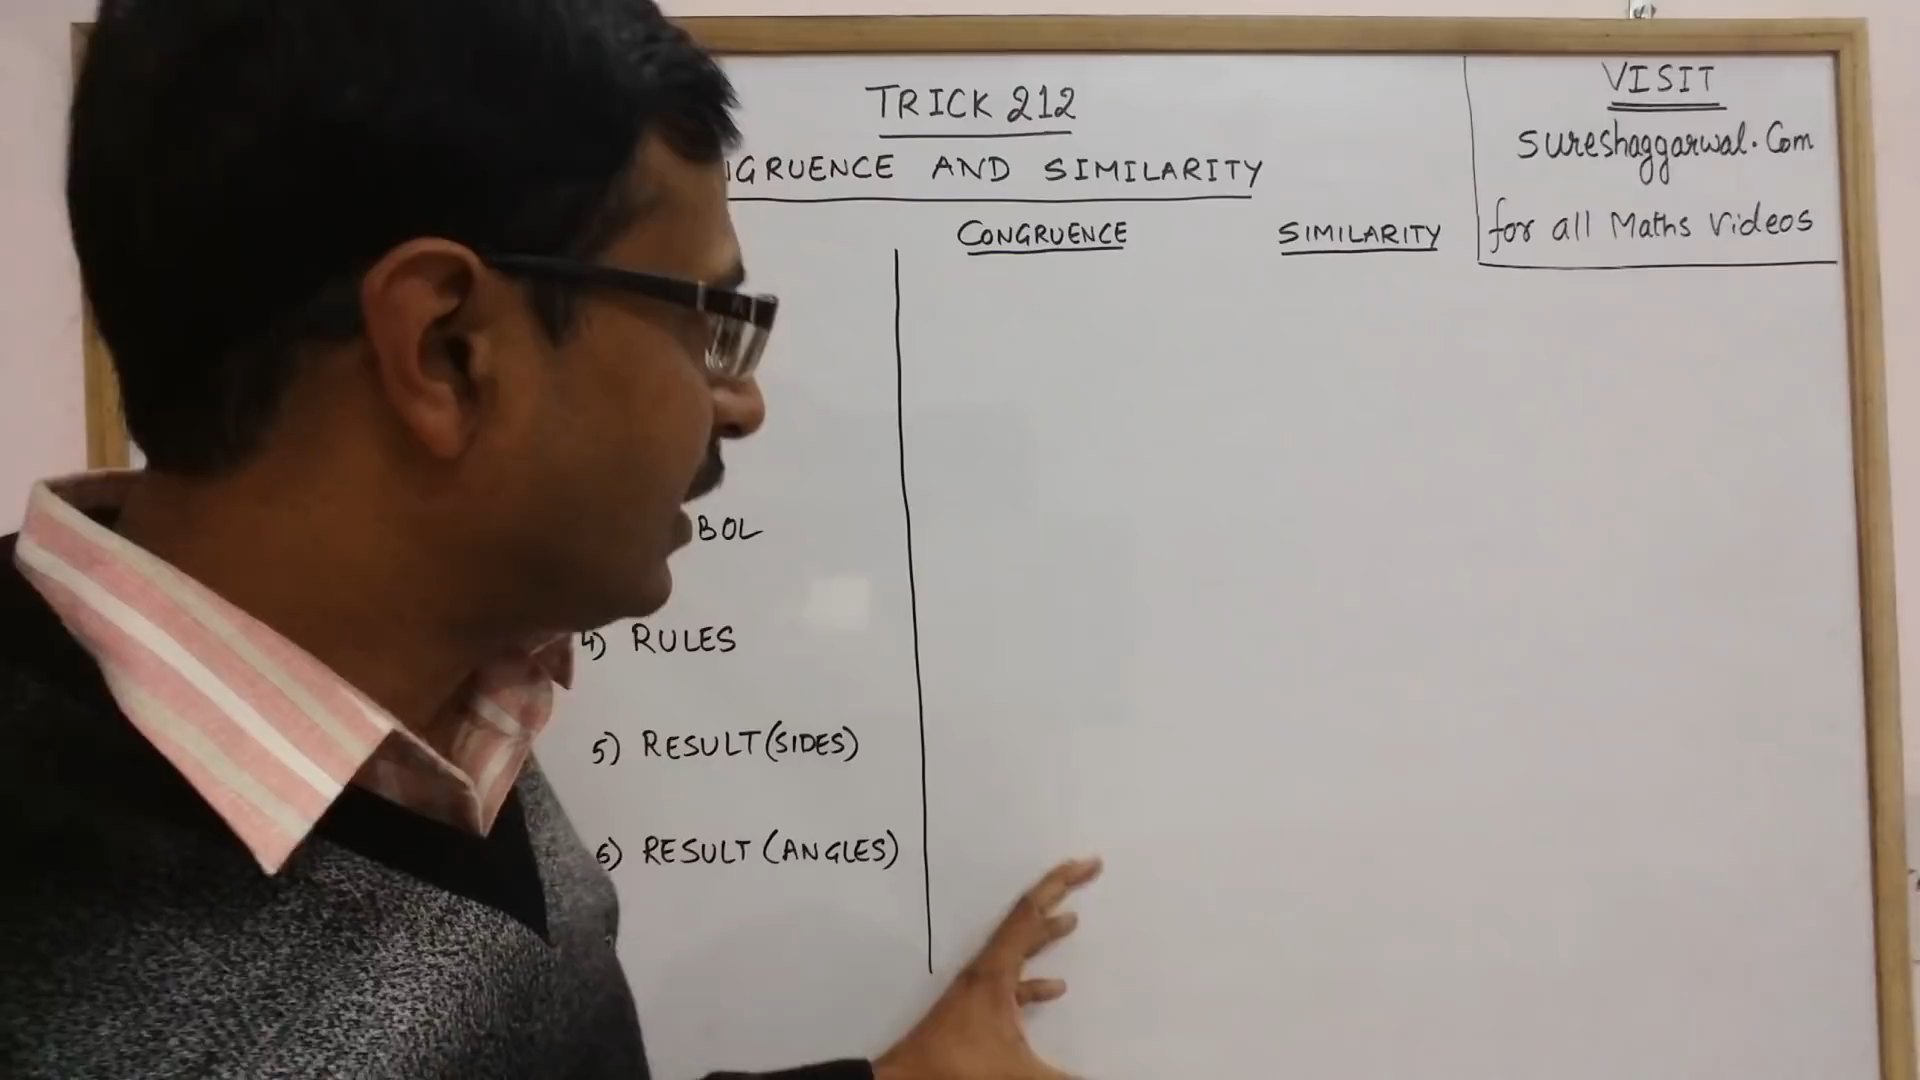 TRICK 212
GRUENCE AND SIMILARITY
CONGRUENCE
SIMILARITY
VISIT
sureshaggarwal.Com
for all Maths Videos
BOL
4) RULES
5) RESULT (SIDES)
6) RESULT (ANGLES)